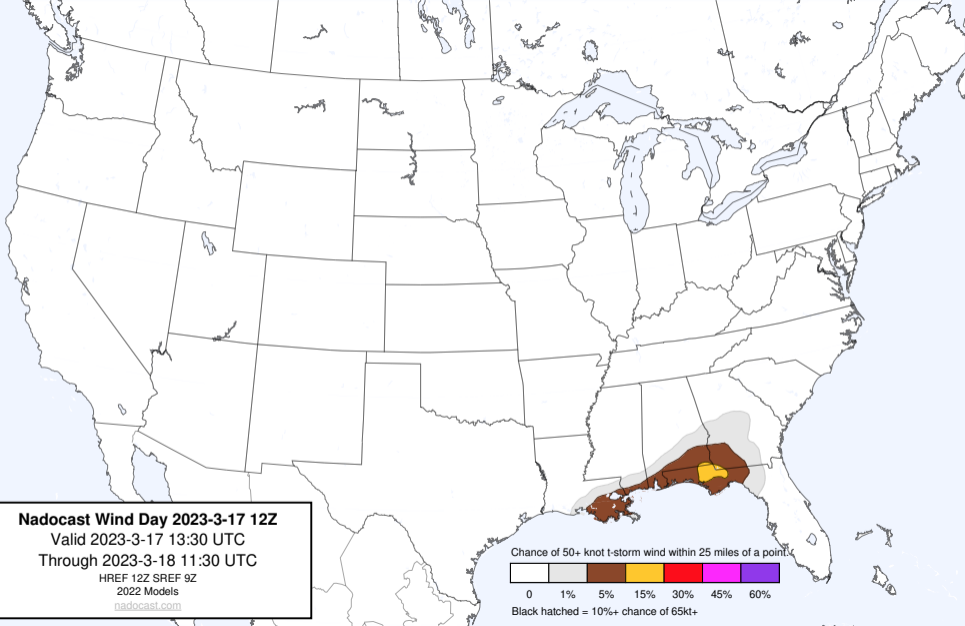 Nadocast Wind Day 2023-3-17 12Z
Valid 2023-3-17 13:30 UTC
Through 2023-3-18 11:30 UTC
HREF 12Z SREF 9Z
2022 Models
nadocast.com
Chance of 50+ knot t-storm wind within 25 miles of a point.
0 1% 5% 15% 30% 45% 60%
Black hatched = 10%+ chance of 65kt+